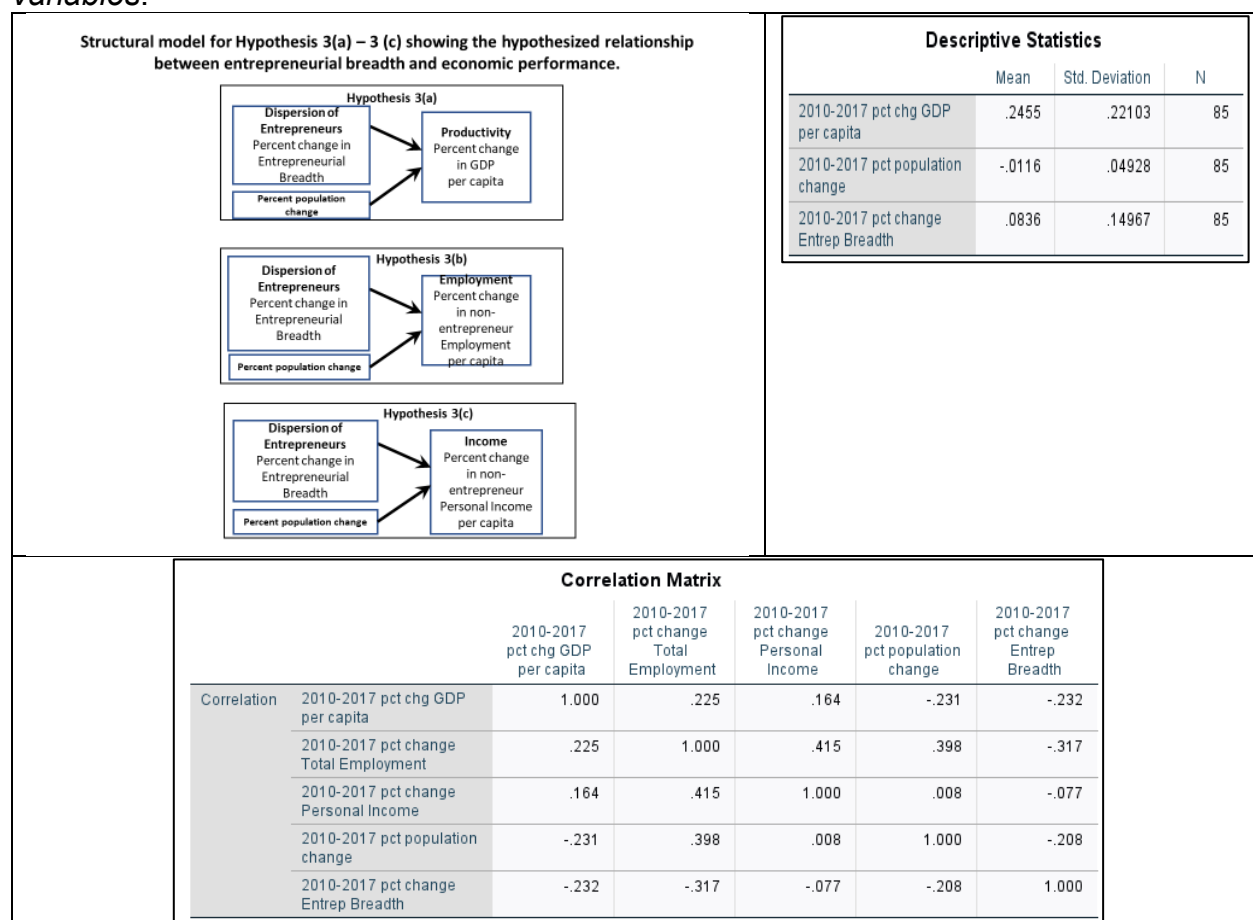 variables.
Structural model for Hypothesis 3(a) – 3 (c) showing the hypothesized relationship
between entrepreneurial breadth and economic performance.
Hypothesis 3(a)
Dispersion of
Entrepreneurs
Percent change in
Entrepreneurial
Breadth
Percent population
change
Productivity
Percent change
in GDP
per capita
Hypothesis 3(b)
Dispersion of
Entrepreneurs
Percent change in
Entrepreneurial
Breadth
Percent population change
Employment
Percent change
in non-
entrepreneur
Employment
per capita
Hypothesis 3(c)
Dispersion of
Entrepreneurs
Percent change in
Entrepreneurial
Breadth
Percent population change
Income
Percent change
in non-
entrepreneur
Personal Income
per capita
Descriptive Statistics
Mean Std. Deviation N
2010-2017 pct chg GDP
per capita .2455 .22103 85
2010-2017 pct population
change -.0116 .04928 85
2010-2017 pct change
Entrep Breadth .0836 .14967 85
Correlation Matrix
2010-2017
pct chg GDP
per capita
2010-2017
pct change
Total
Employment
2010-2017
pct change
Personal
Income
2010-2017
pct population
change
2010-2017
pct change
Entrep
Breadth
Correlation 2010-2017 pct chg GDP
per capita 1.000 .225 .164 -.231 -.232
2010-2017 pct change
Total Employment .225 1.000 .415 .398 -.317
2010-2017 pct change
Personal Income .164 .415 1.000 .008 -.077
2010-2017 pct population
change -.231 .398 .008 1.000 -.208
2010-2017 pct change
Entrep Breadth -.232 -.317 -.077 -.208 1.000